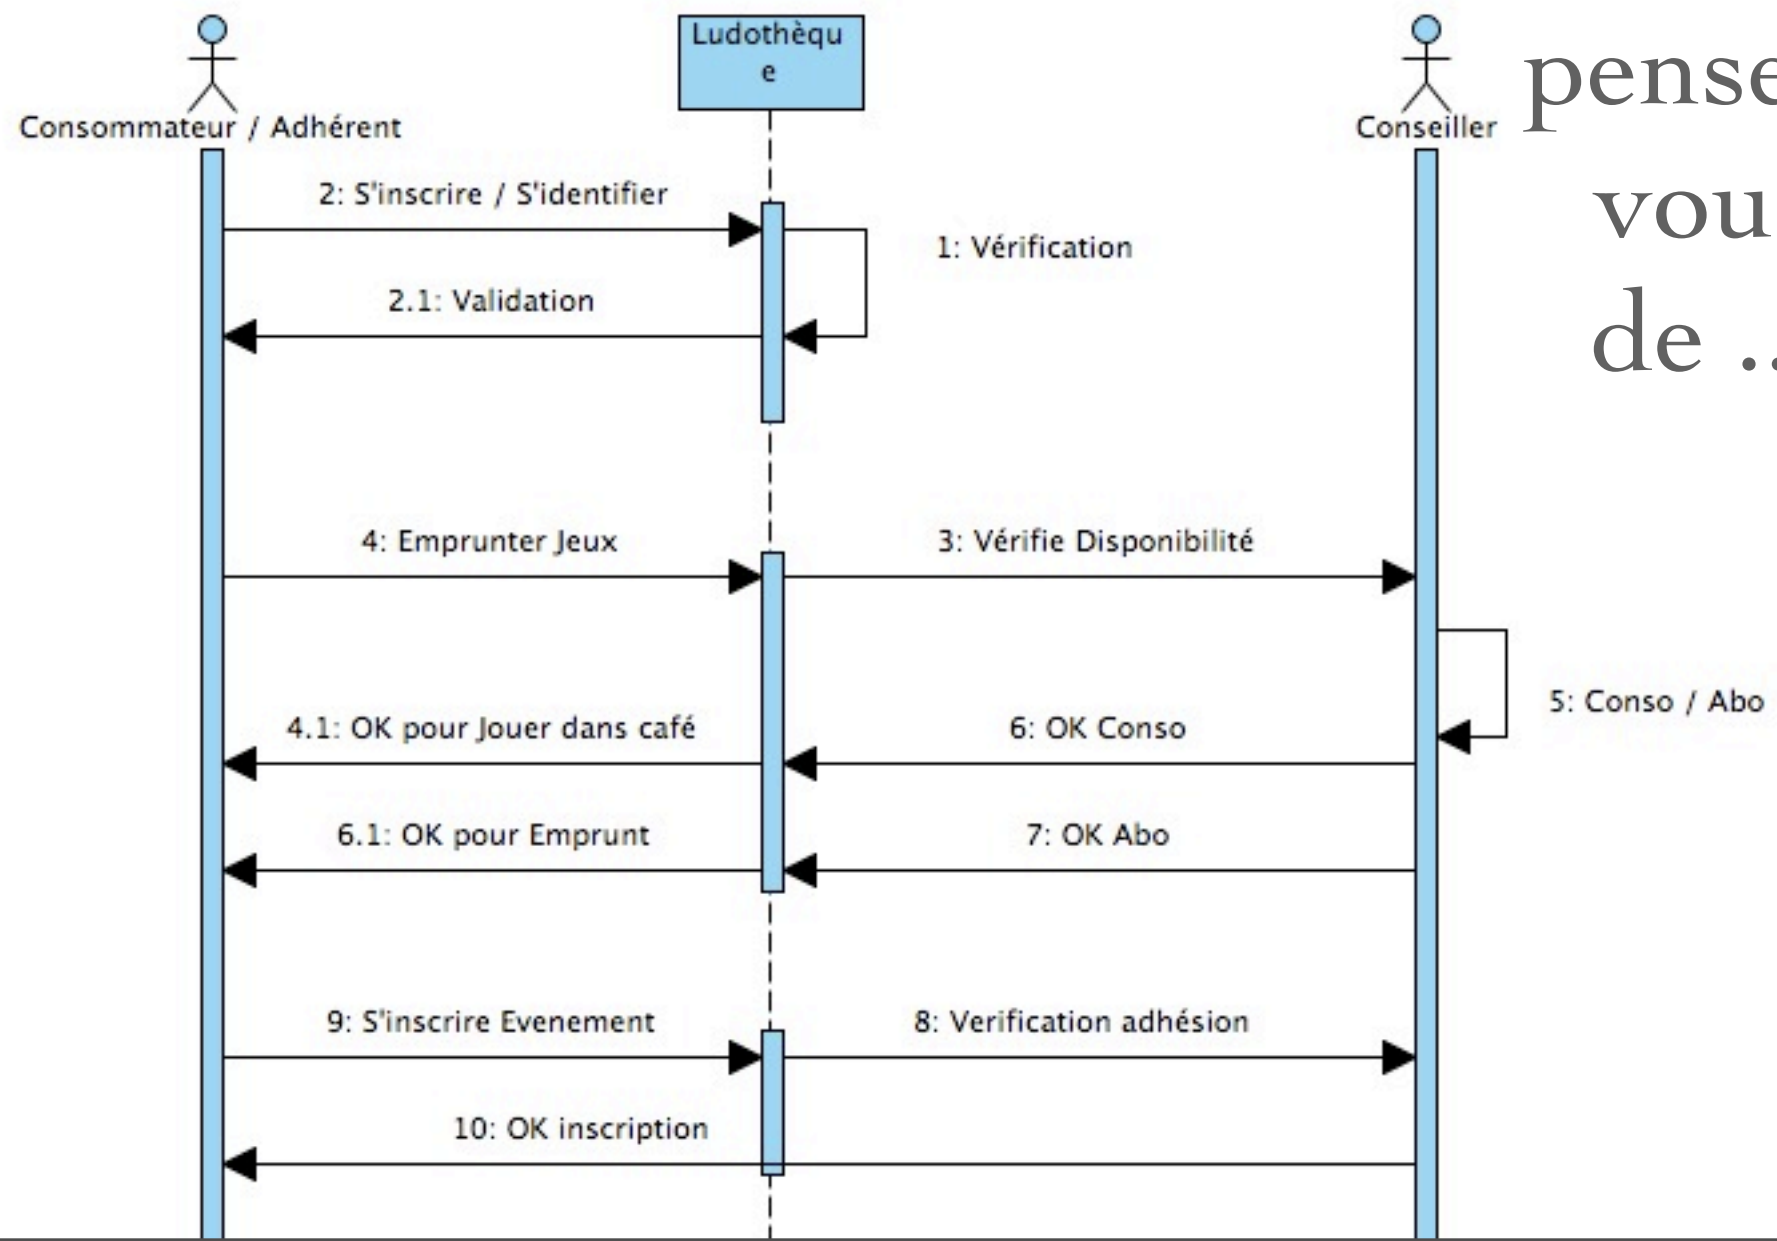 Ludothèqu
e
Consommateur / Adhérent
Conseiller
pense
vou
de ..
2: S'inscrire / S'identifier
1: Vérification
2.1: Validation
4: Emprunter Jeux
3: Vérifie Disponibilité
5: Conso / Abo
4.1: OK pour Jouer dans café
6: OK Conso
6.1: OK pour Emprunt
7: OK Abo
9: S'inscrire Evenement
8: Verification adhésion
10: OK inscription